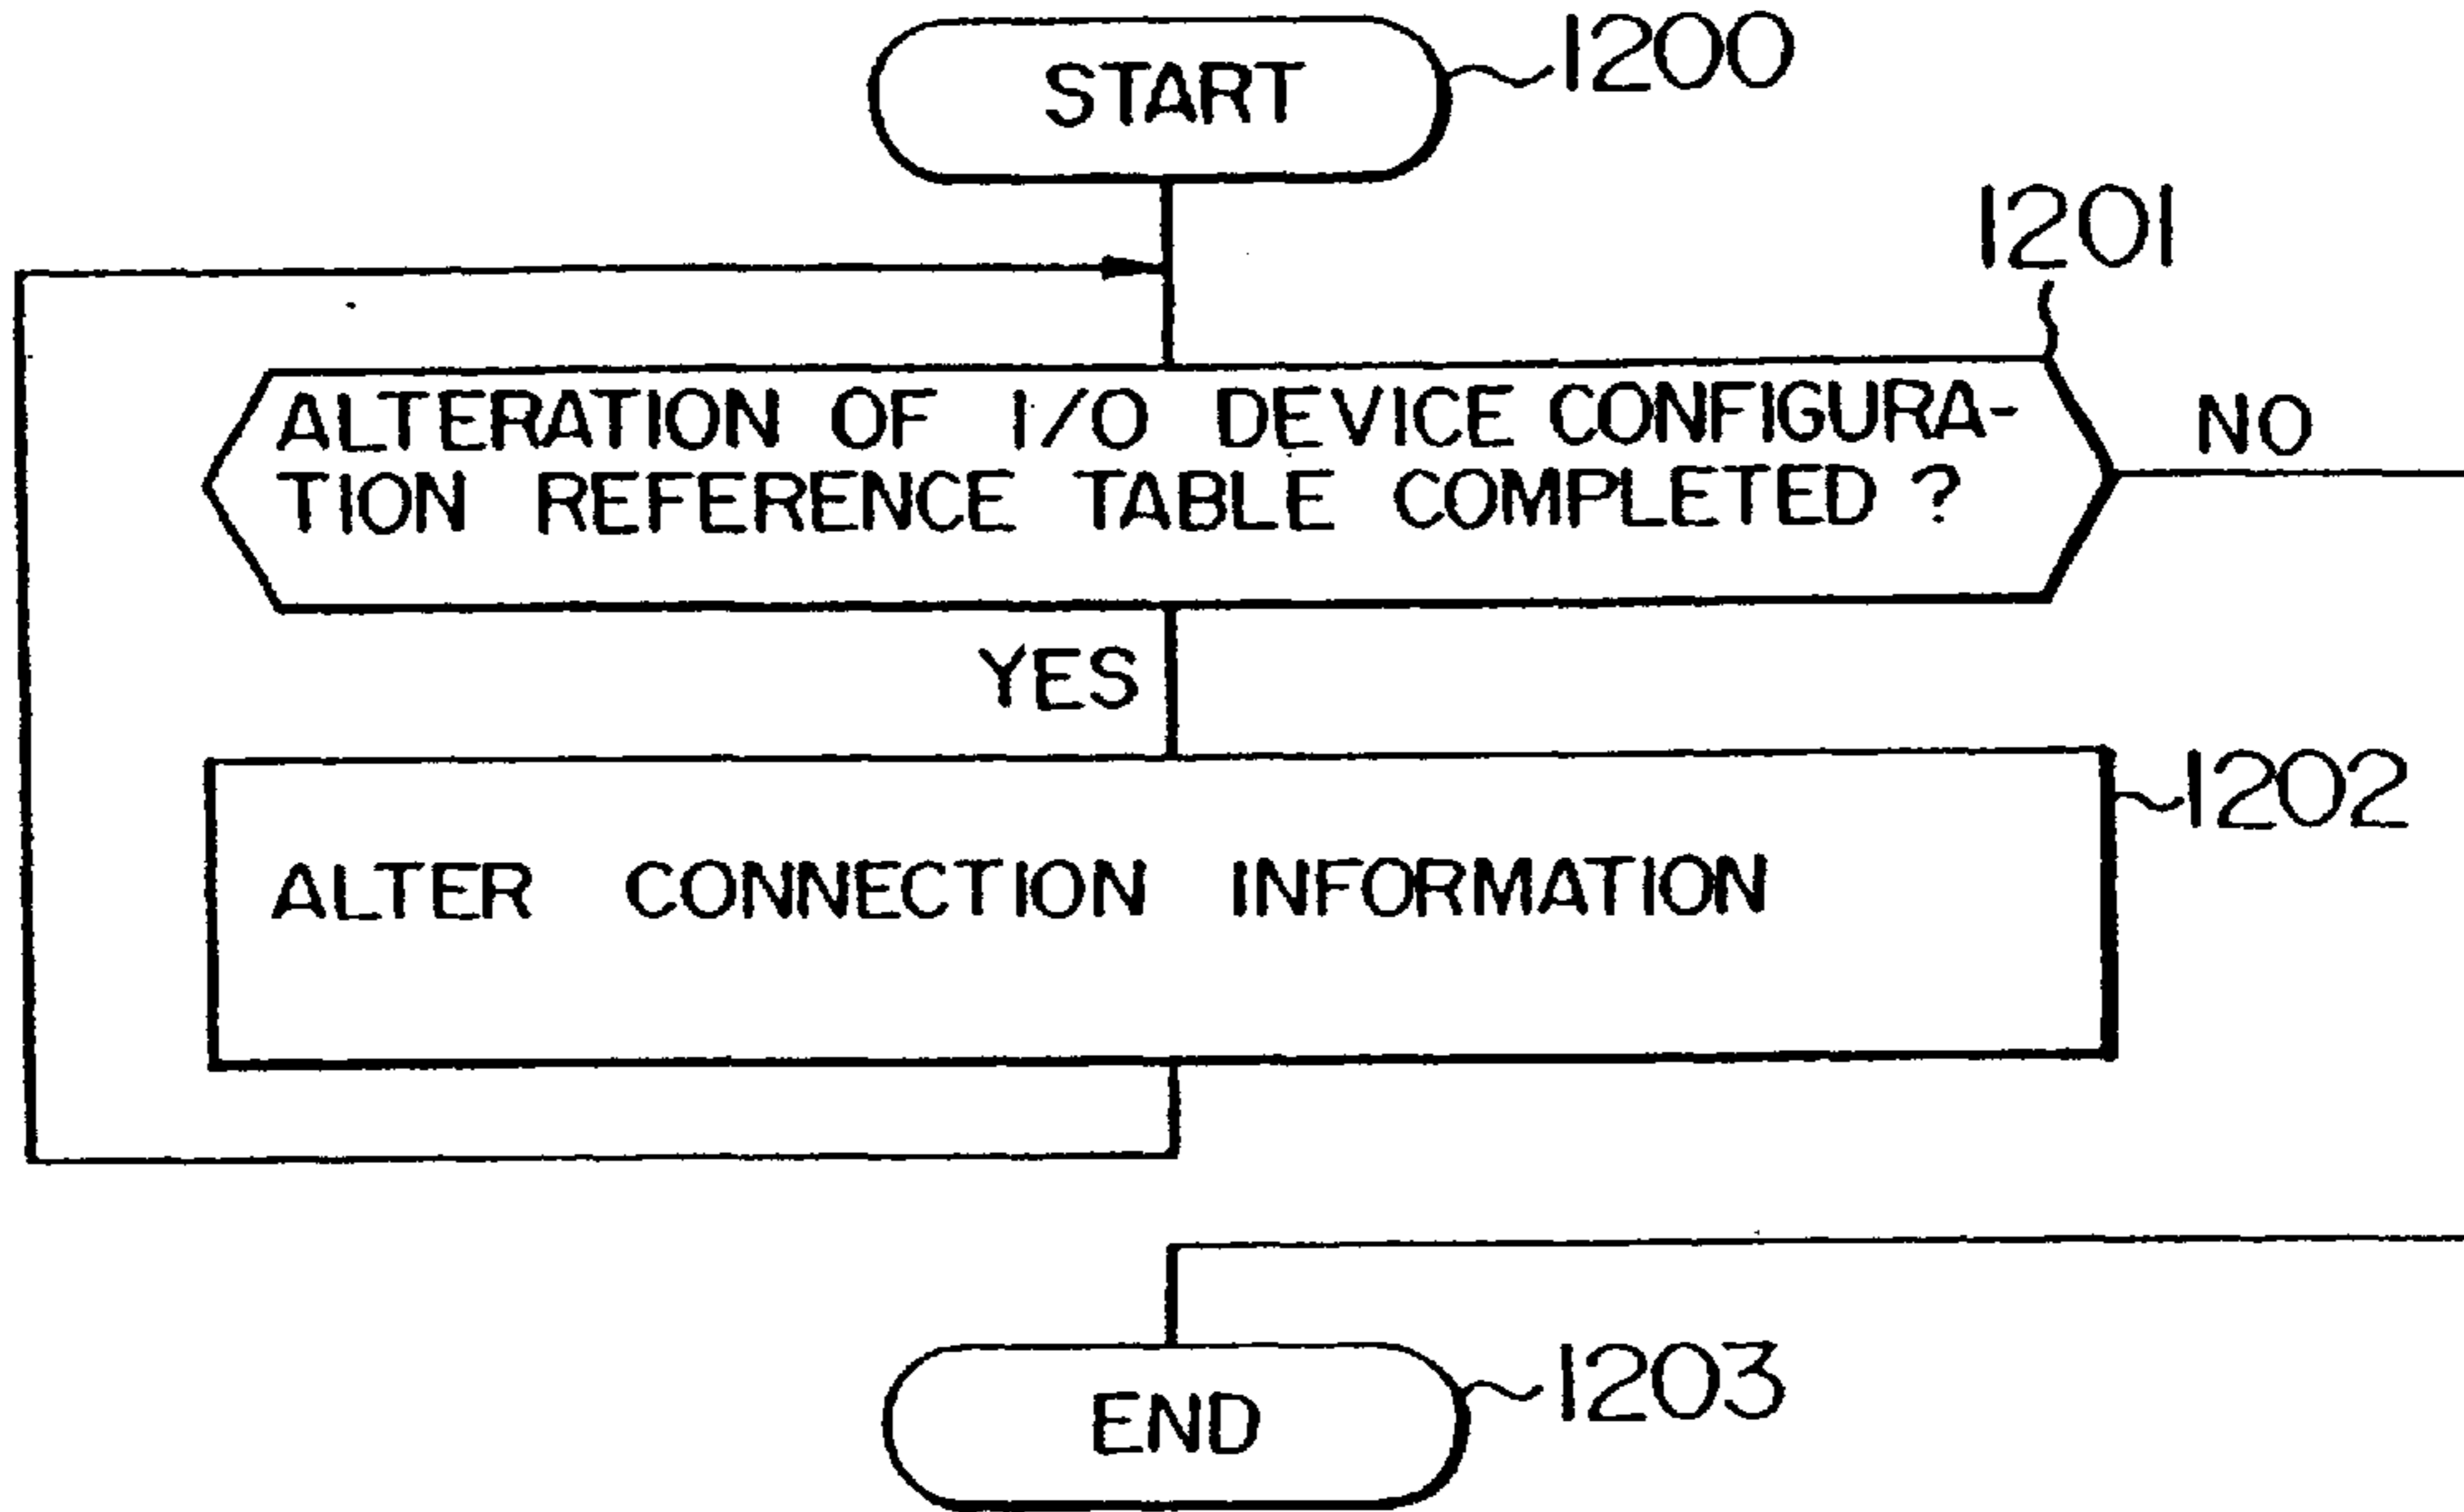 START
1200
1201
ALTERATION OF I/O DEVICE CONFIGURA-
TION REFERENCE TABLE COMPLETED ?
NO
YES
1202
ALTER CONNECTION INFORMATION
END
1203